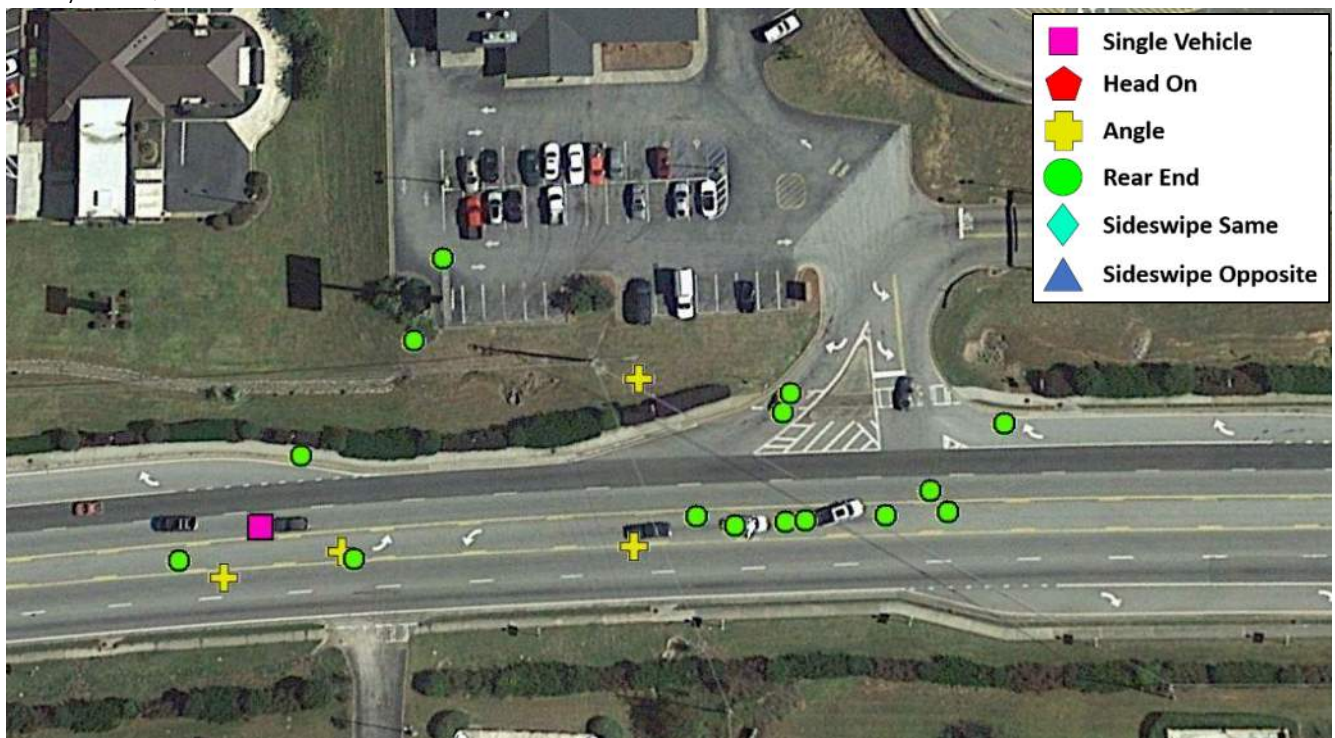 Single Vehicle
Head On
Angle
Rear End
Sideswipe Same
Sideswipe Opposite